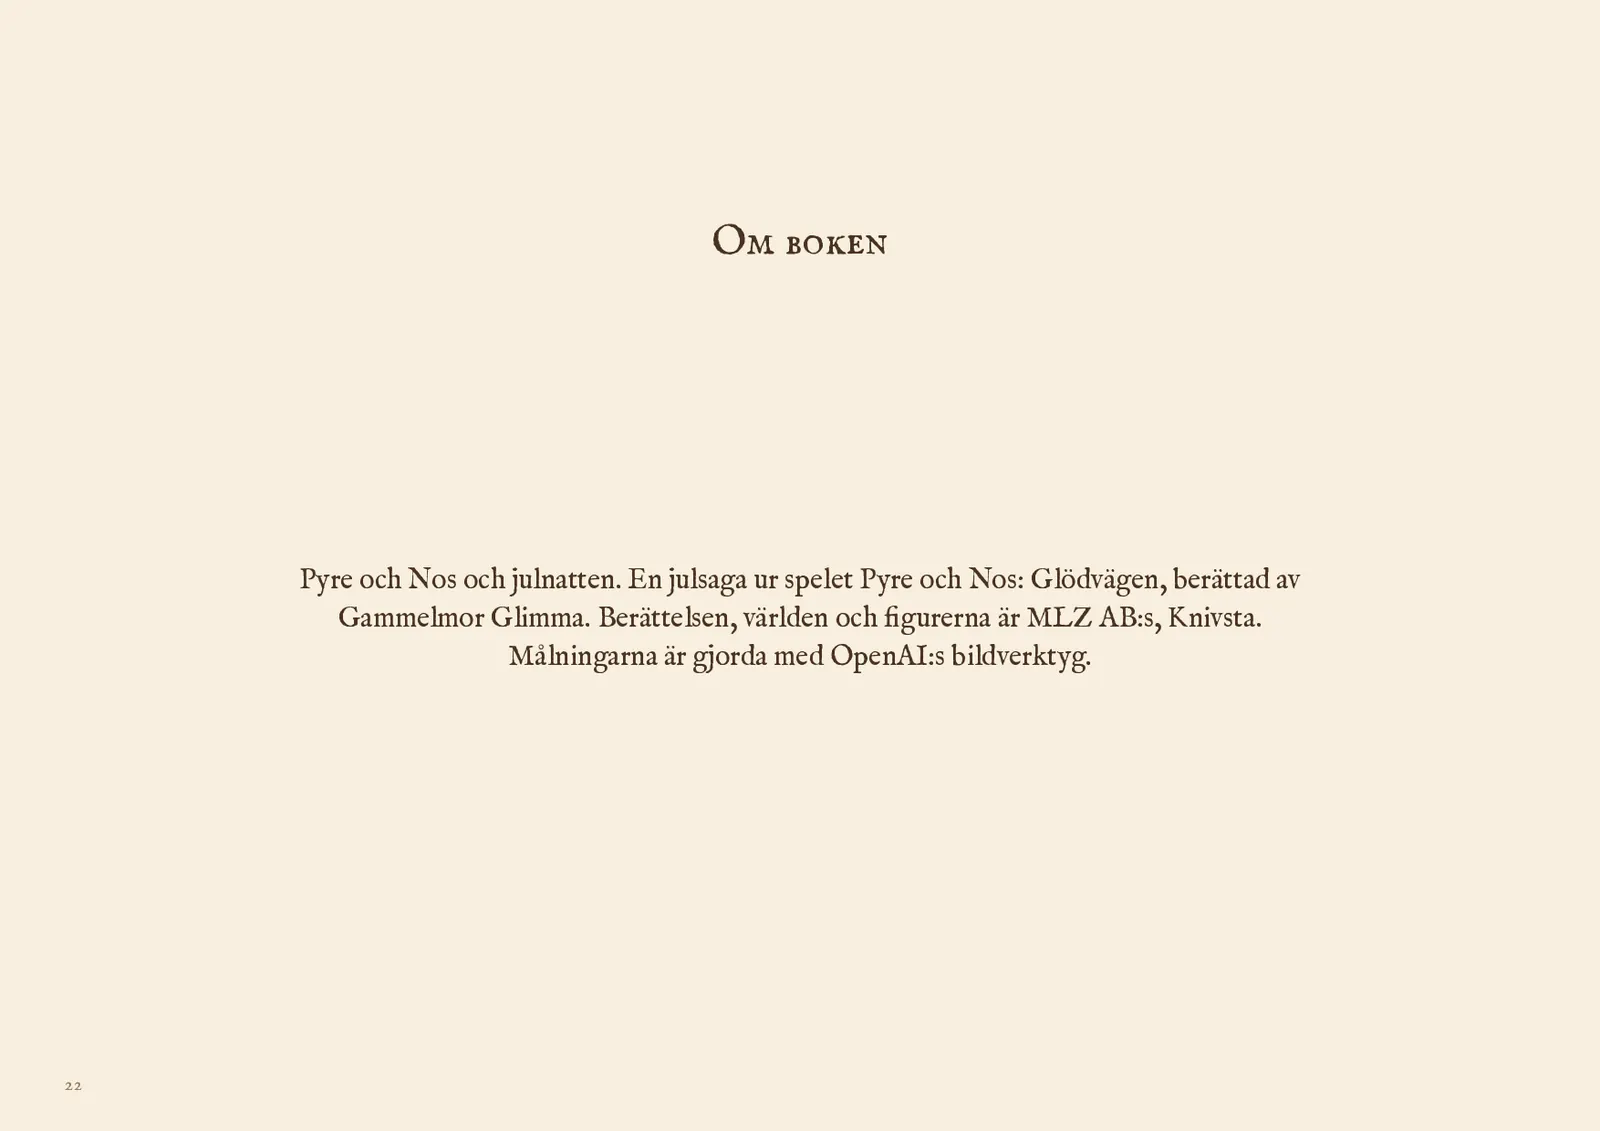 Om boken
Pyre och Nos och julnatten. En julsaga ur spelet Pyre och Nos: Glödvägen, berättad av
Gammelmor Glimma. Berättelsen, världen och figurerna är MLZ AB:s, Knivsta.
Målningarna är gjorda med OpenAI:s bildverktyg.
22